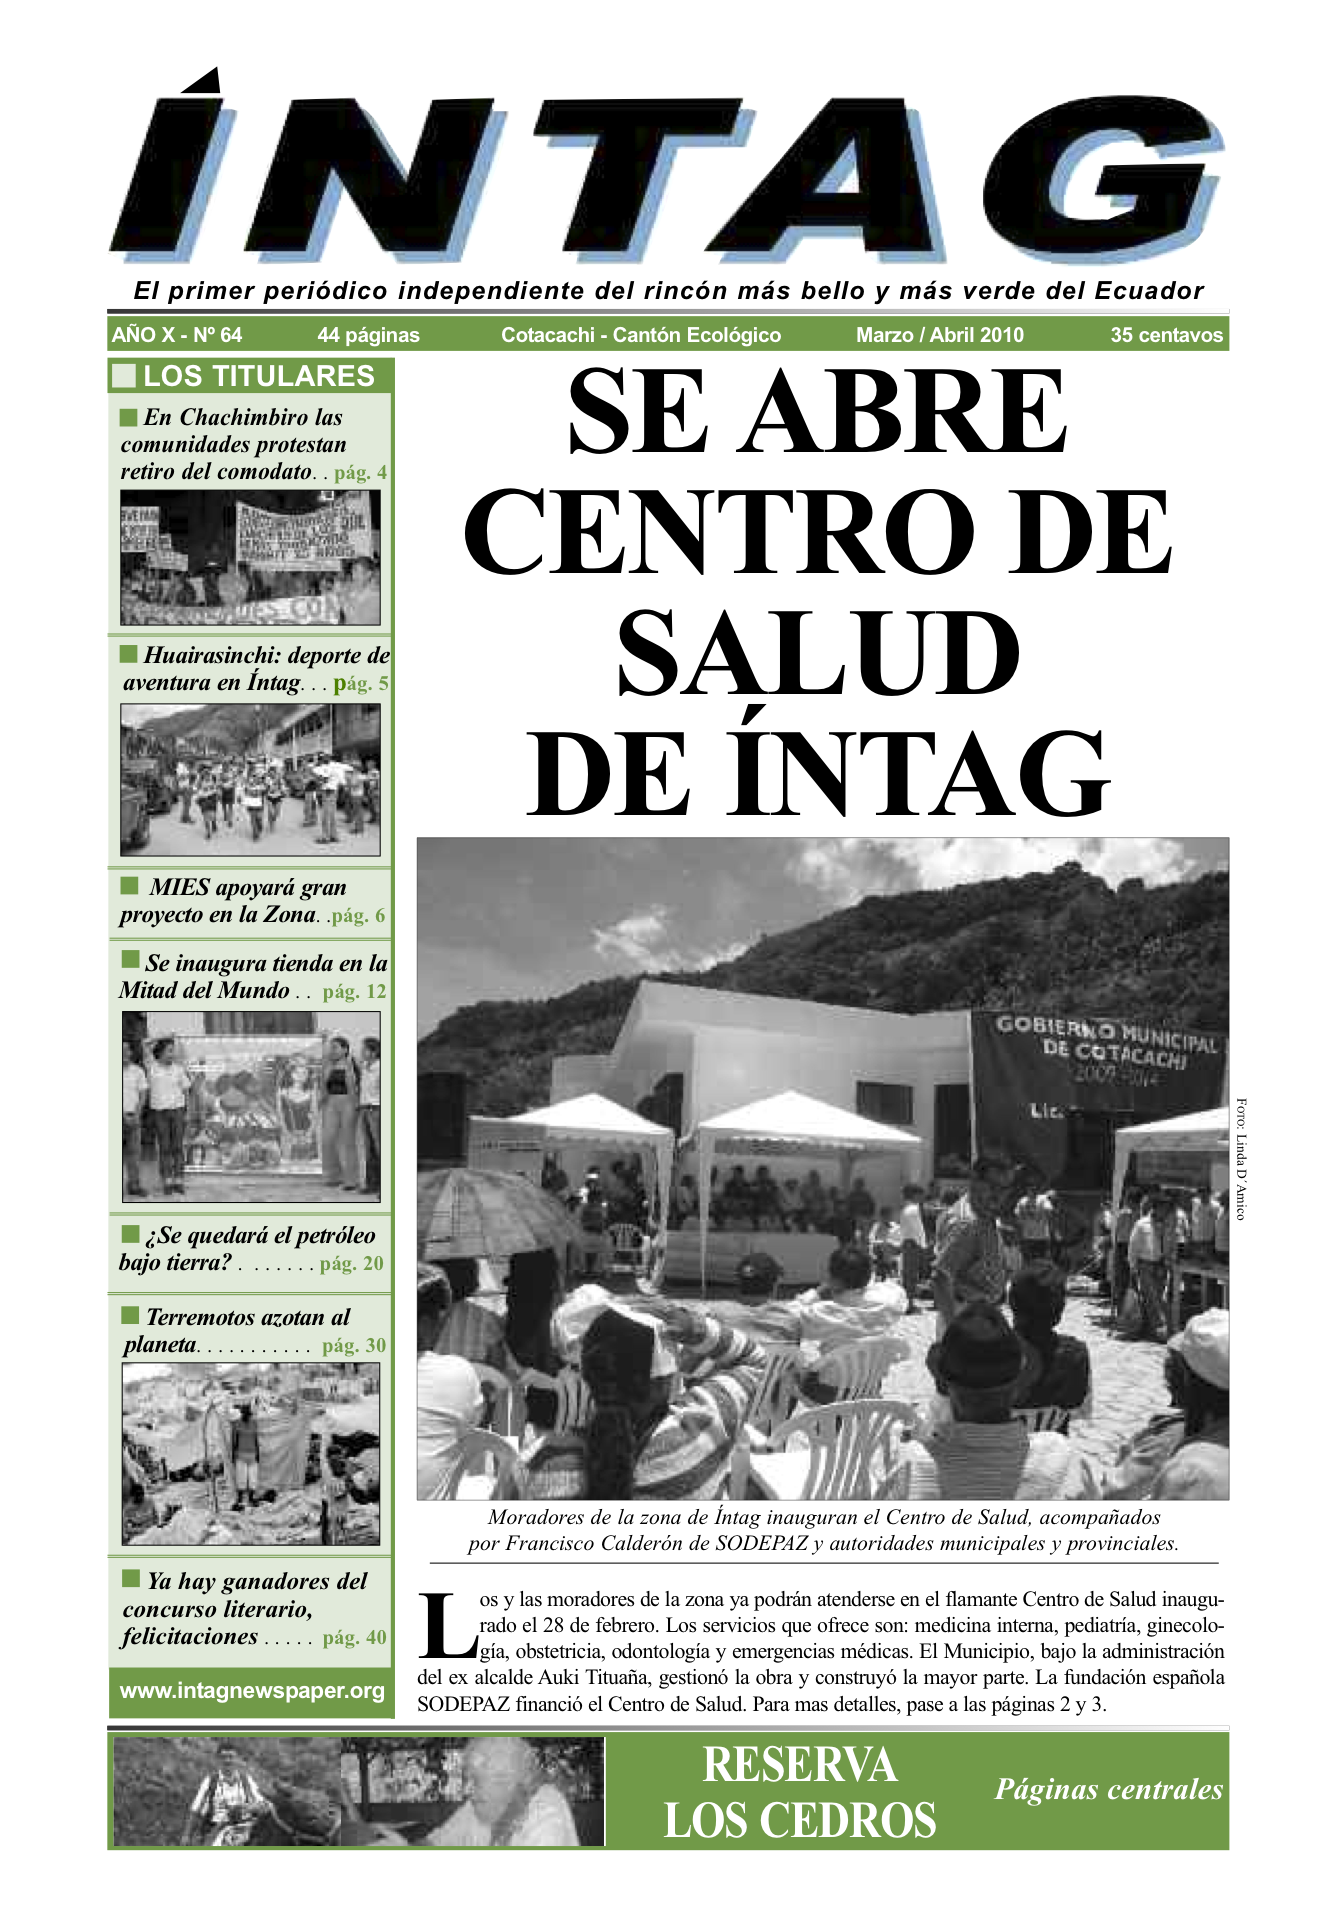 ÍNTAG
El primer periódico independiente del rincón más bello y más verde del Ecuador
AÑO X - Nº 64 44 páginas Cotacachi - Cantón Ecológico Marzo / Abril 2010 35 centavos
LOS TITULARES
En Chachimbiro las
comunidades protestan
retiro del comodato. . pág. 4
Huairasinchi: deporte de
aventura en Íntag. . . pág. 5
MIES apoyará gran
proyecto en la Zona. .pág. 6
Se inaugura tienda en la
Mitad del Mundo . . pág. 12
¿Se quedará el petróleo
bajo tierra? . . . . . . . pág. 20
Terremotos azotan al
planeta. . . . . . . . . . . pág. 30
Ya hay ganadores del
concurso literario,
felicitaciones . . . . . pág. 40
www.intagnewspaper.org
SE ABRE
CENTRO DE
SALUD
DE ÍNTAG
GOBIERNO MUNICIPAL
DE COTACACHI
Lic.
Foto: Linda D´Amico
Moradores de la zona de Íntag inauguran el Centro de Salud, acompañados
por Francisco Calderón de SODEPAZ y autoridades municipales y provinciales.
Los y las moradores de la zona ya podrán atenderse en el flamante Centro de Salud inaugu-
rado el 28 de febrero. Los servicios que ofrece son: medicina interna, pediatría, ginecolo-
gía, obstetricia, odontología y emergencias médicas. El Municipio, bajo la administración
del ex alcalde Auki Tituaña, gestionó la obra y construyó la mayor parte. La fundación española
SODEPAZ financió el Centro de Salud. Para mas detalles, pase a las páginas 2 y 3.
RESERVA
LOS CEDROS
Páginas centrales